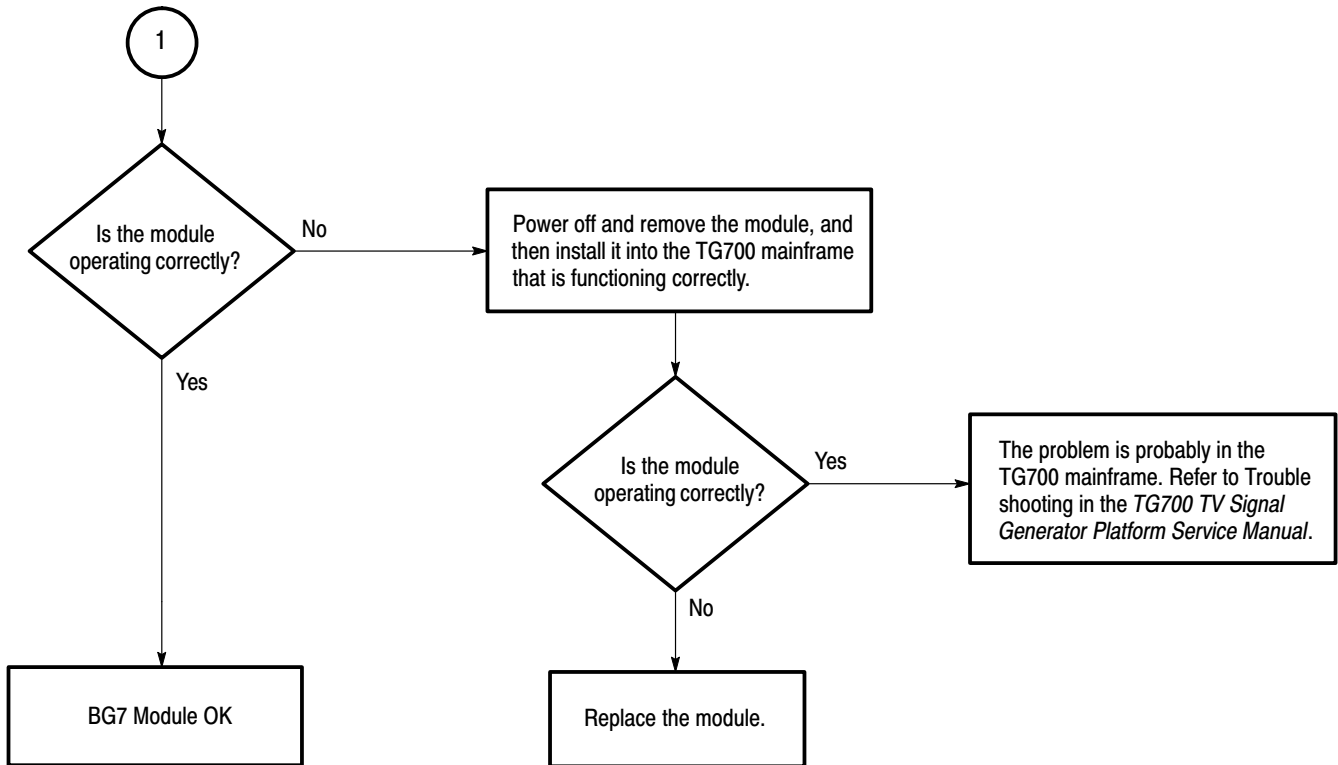 1
Is the module
operating correctly?
No
Yes
Power off and remove the module, and
then install it into the TG700 mainframe
that is functioning correctly.
Is the module
operating correctly?
Yes
No
The problem is probably in the
TG700 mainframe. Refer to Trouble
shooting in the TG700 TV Signal
Generator Platform Service Manual.
BG7 Module OK
Replace the module.